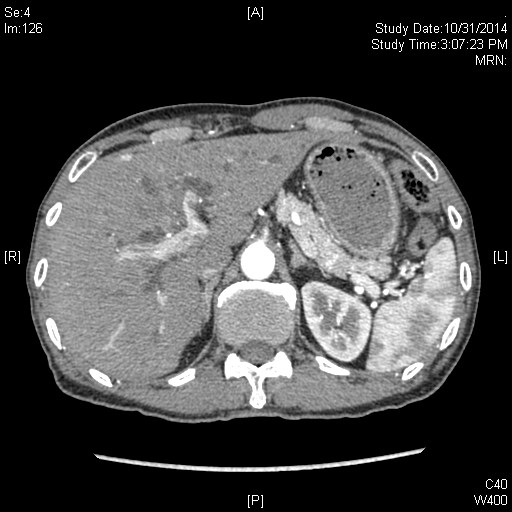 Se:4
Im:126
[A]
.
Study Date:10/31/2014
Study Time:3:07:23 PM
MRN:
[R]
[L]
[P]
C40
W400